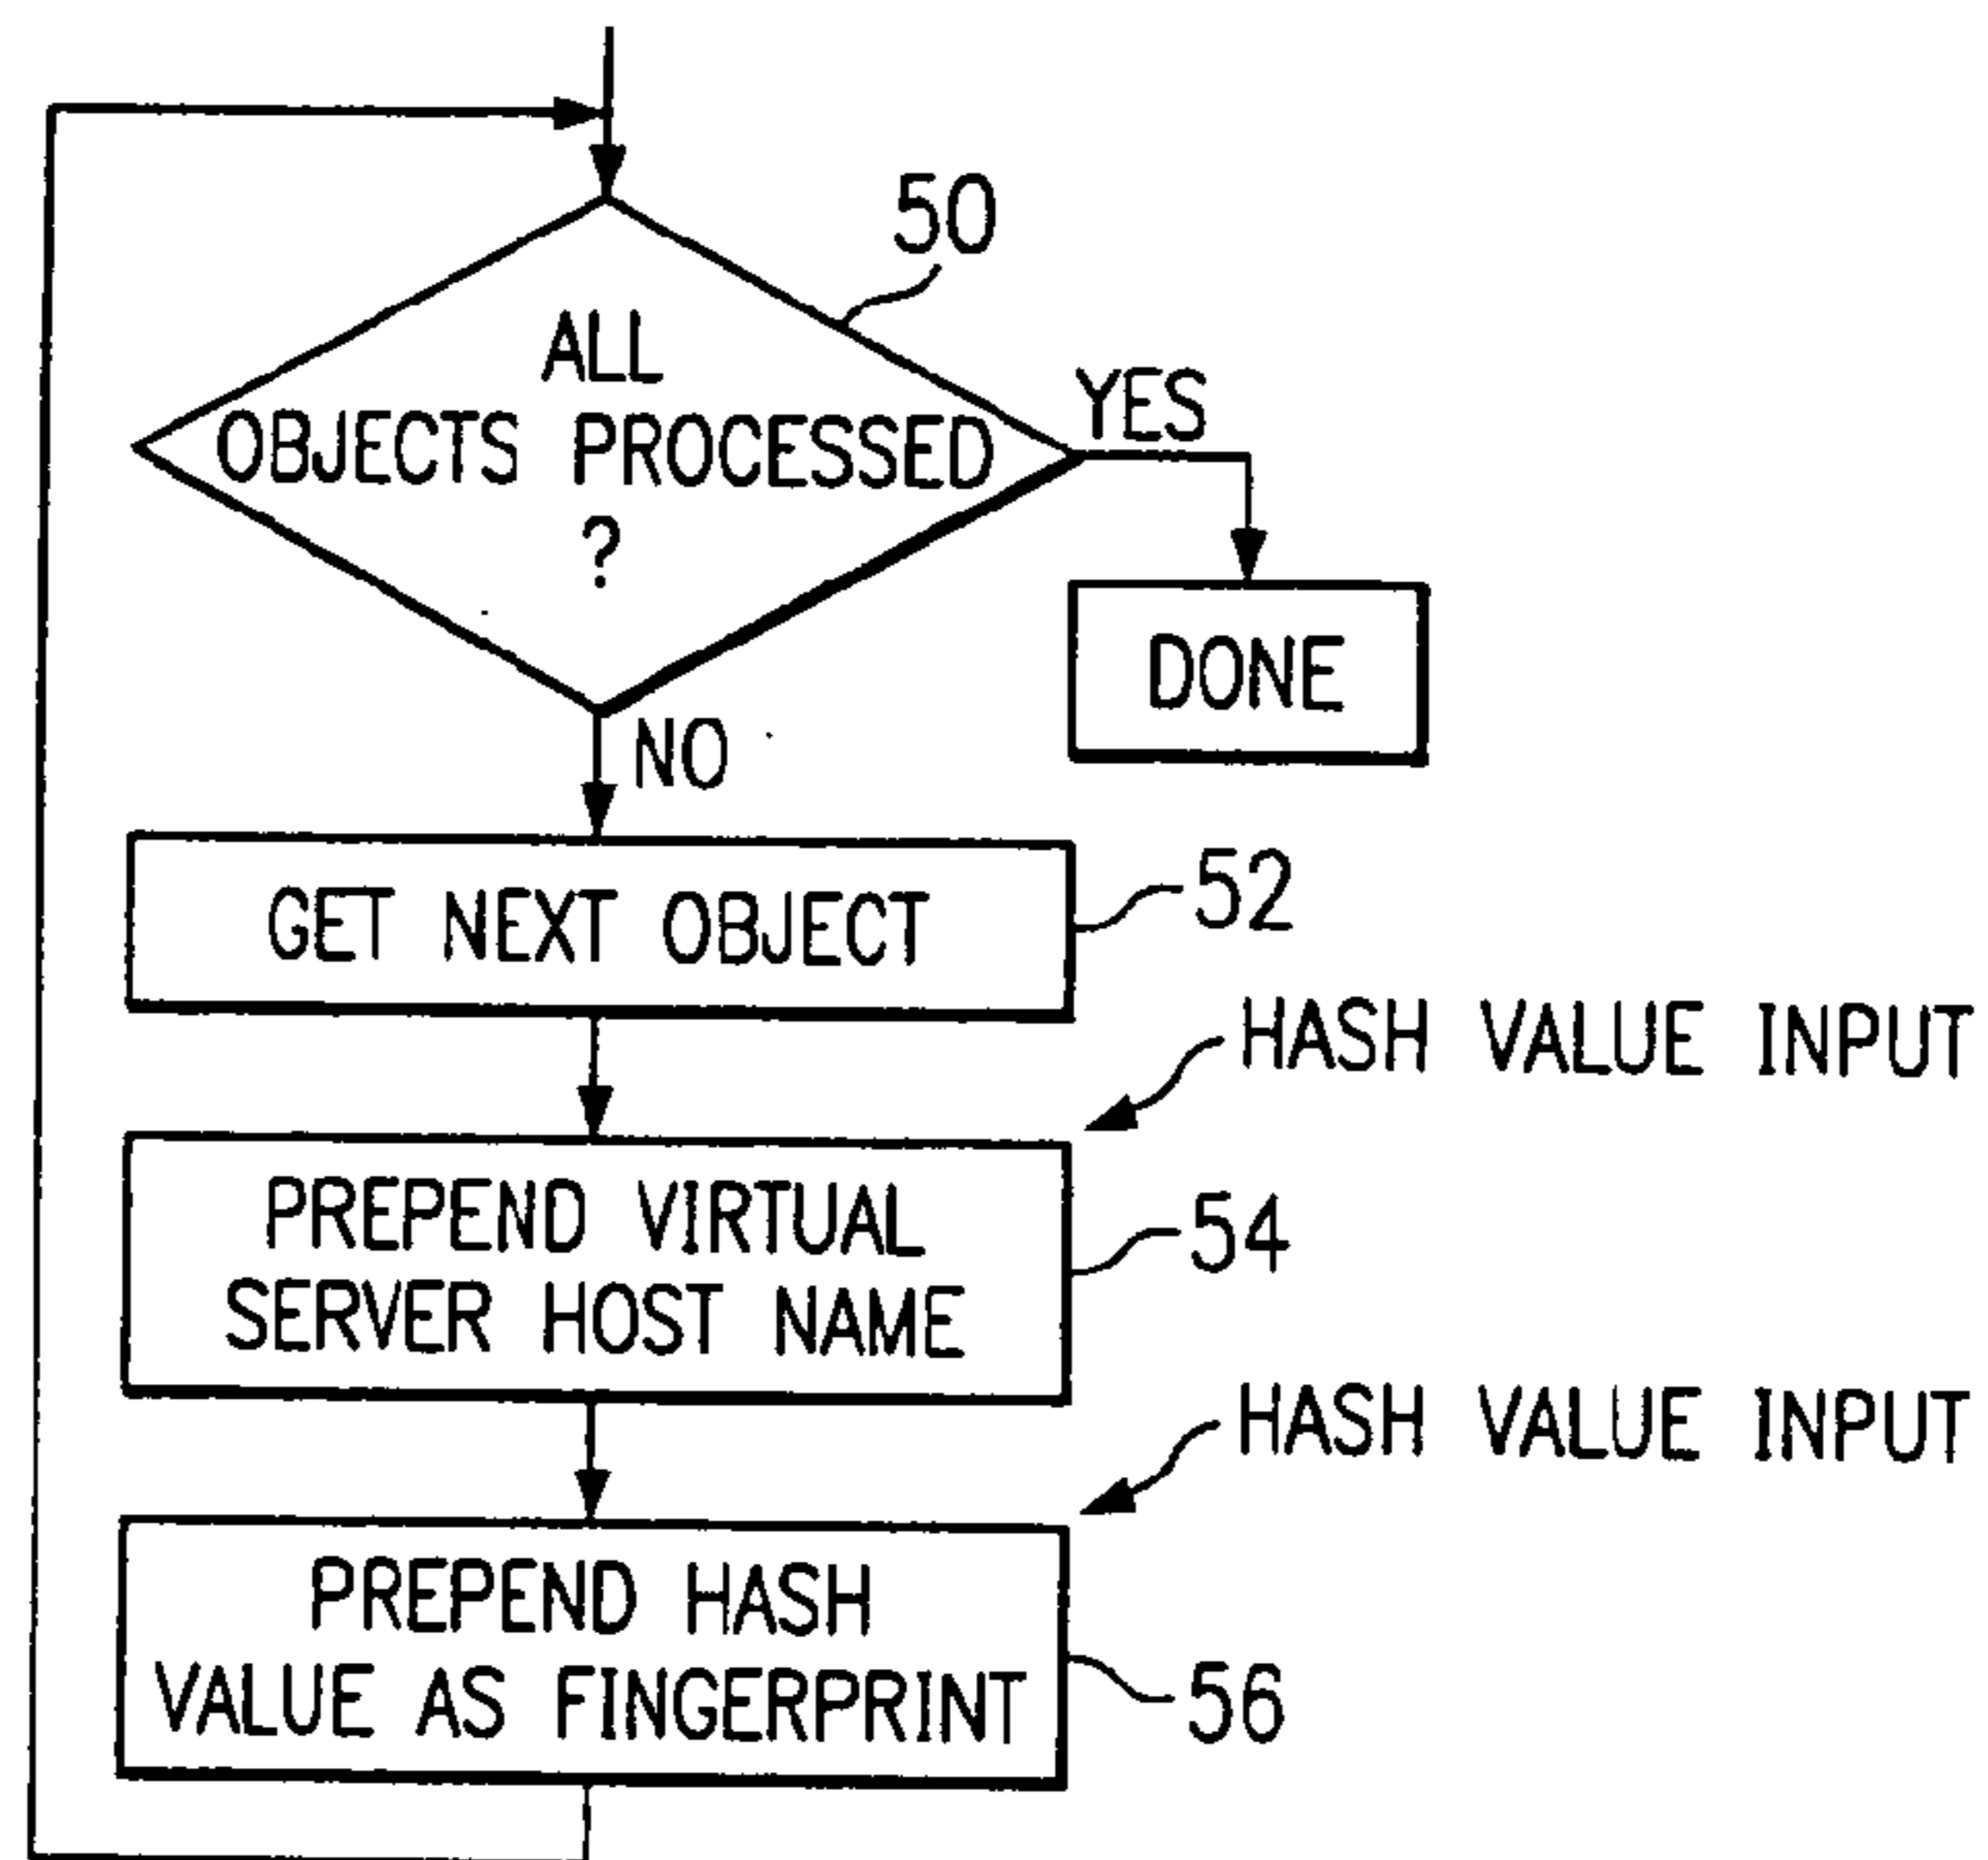 50
ALL
OBJECTS PROCESSED
?
YES
DONE
NO
GET NEXT OBJECT
52
HASH VALUE INPUT
PREPEND VIRTUAL
SERVER HOST NAME
54
HASH VALUE INPUT
PREPEND HASH
VALUE AS FINGERPRINT
56